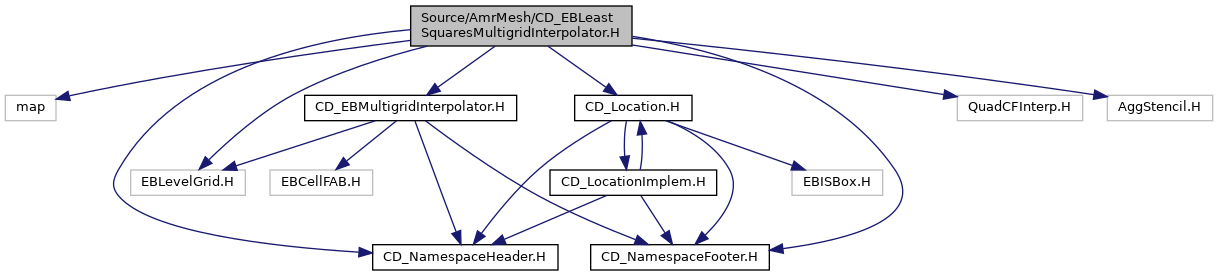 Source/AmrMesh/CD_EBLeast
SquaresMultigridInterpolator.H
map
CD_EBMultigridInterpolator.H
CD_Location.H
QuadCFInterp.H
AggStencil.H
EBLevelGrid.H
EBCellFAB.H
CD_LocationImplem.H
EBISBox.H
CD_NamespaceHeader.H
CD_NamespaceFooter.H